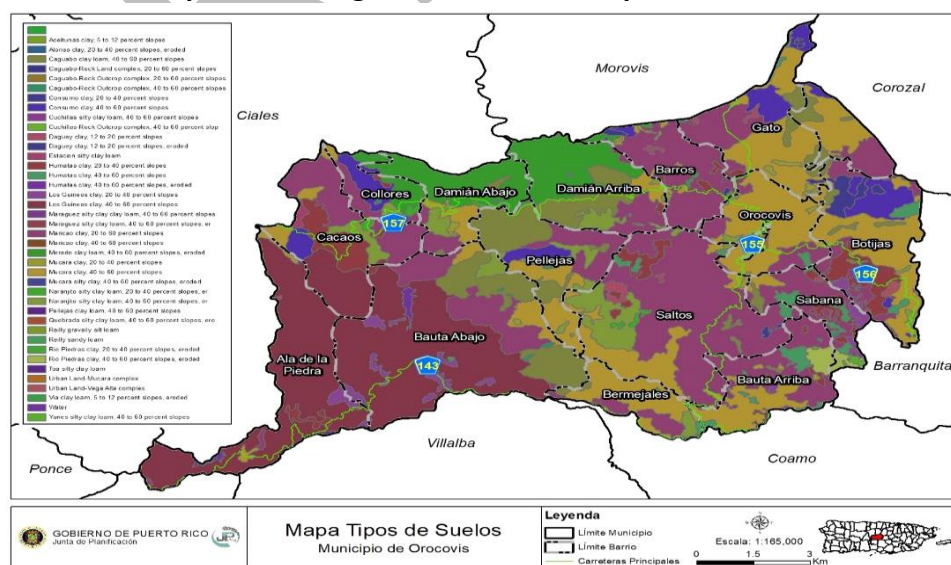 Aceitunas clay, 5 to 12 percent slopes
Alonso clay, 20 to 40 percent slopes, eroded
Caguabo clay loam, 40 to 60 percent slopes
Caguabo-Rock Land complex, 20 to 60 percent slopes
Caguabo-Rock Outcrop complex, 20 to 60 percent slopes
Caguabo-Rock Outcrop complex, 40 to 60 percent slopes
Consumo clay, 20 to 40 percent slopes
Consumo clay, 40 to 60 percent slopes
Cuchillas silty clay loam, 40 to 60 percent slopes
Cuchillas-Rock Outcrop complex, 40 to 60 percent slop
Daguey clay, 12 to 20 percent slopes
Daguey clay, 12 to 20 percent slopes, eroded
Estacion silty clay loam
Humatas clay, 20 to 40 percent slopes
Humatas clay, 40 to 60 percent slopes
Humatas clay, 40 to 60 percent slopes, eroded
Los Guineos clay, 20 to 40 percent slopes
Los Guineos clay, 40 to 60 percent slopes
Maraguez silty clay loam, 40 to 60 percent slopes, er
Maricao clay, 20 to 60 percent slopes
Maricao clay, 40 to 60 percent slopes
Morado clay loam, 40 to 60 percent slopes, eroded
Mucara clay, 20 to 40 percent slopes
Mucara clay, 40 to 60 percent slopes
Mucara silty clay, 40 to 60 percent slopes, eroded
Naranjito silty clay loam, 20 to 40 percent slopes, er
Naranjito silty clay loam, 40 to 60 percent slopes, er
Pellejas clay loam, 40 to 60 percent slopes
Quebrada silty clay loam, 40 to 60 percent slopes, ero
Reilly gravelly silt loam
Reilly sandy loam
Rio Piedras clay, 20 to 40 percent slopes, eroded
Rio Piedras clay, 40 to 60 percent slopes, eroded
Toa silty clay loam
Urban Land-Mucara complex
Urban Land-Vega Alta complex
Via clay loam, 5 to 12 percent slopes, eroded
Water
Yunes silty clay loam, 40 to 60 percent slopes
Morovis
Corozal
Ciales
Gato
Barros
Collores
Damián Abajo
Damián Arriba
157
Orocovis
Cacaos
155
Botijas
Pellejas
156
Sabana
Saltos
Bauta Abajo
Ala de la
Piedra
143
Barranquita
Bauta Arriba
Bermejales
Villalba
Ponce
Coamo
GOBIERNO DE PUERTO RICO
Junta de Planificación
JP
Mapa Tipos de Suelos
Municipio de Orocovis
Leyenda
Límite Municipio
Límite Barrio
Carreteras Principales
Escala: 1:165,000
0 1.5 3
Km